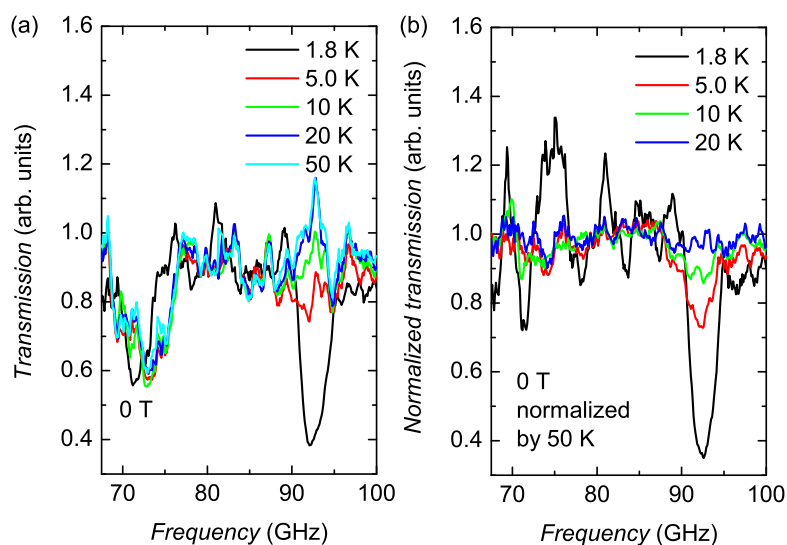 (a)
1.6
1.4
1.2
1.0
0.8
0.6
0.4
Transmission (arb. units)
1.8 K
5.0 K
10 K
20 K
50 K
0 T
70
80
90
100
Frequency (GHz)
(b)
1.6
1.4
1.2
1.0
0.8
0.6
0.4
Normalized transmission (arb. units)
1.8 K
5.0 K
10 K
20 K
0 T
normalized
by 50 K
70
80
90
100
Frequency (GHz)